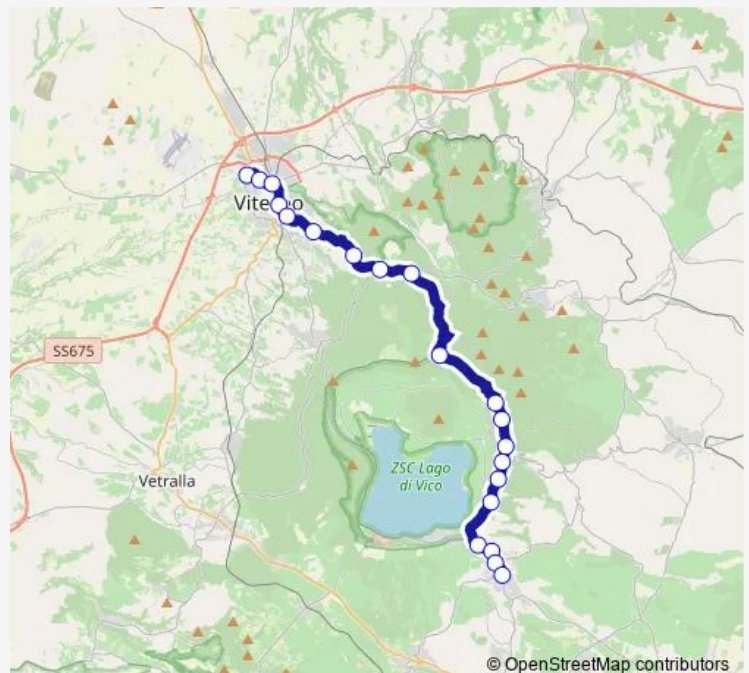 Viterbo
SS675
Vetralla
ZSC Lago
di Vico
© OpenStreetMap contributors